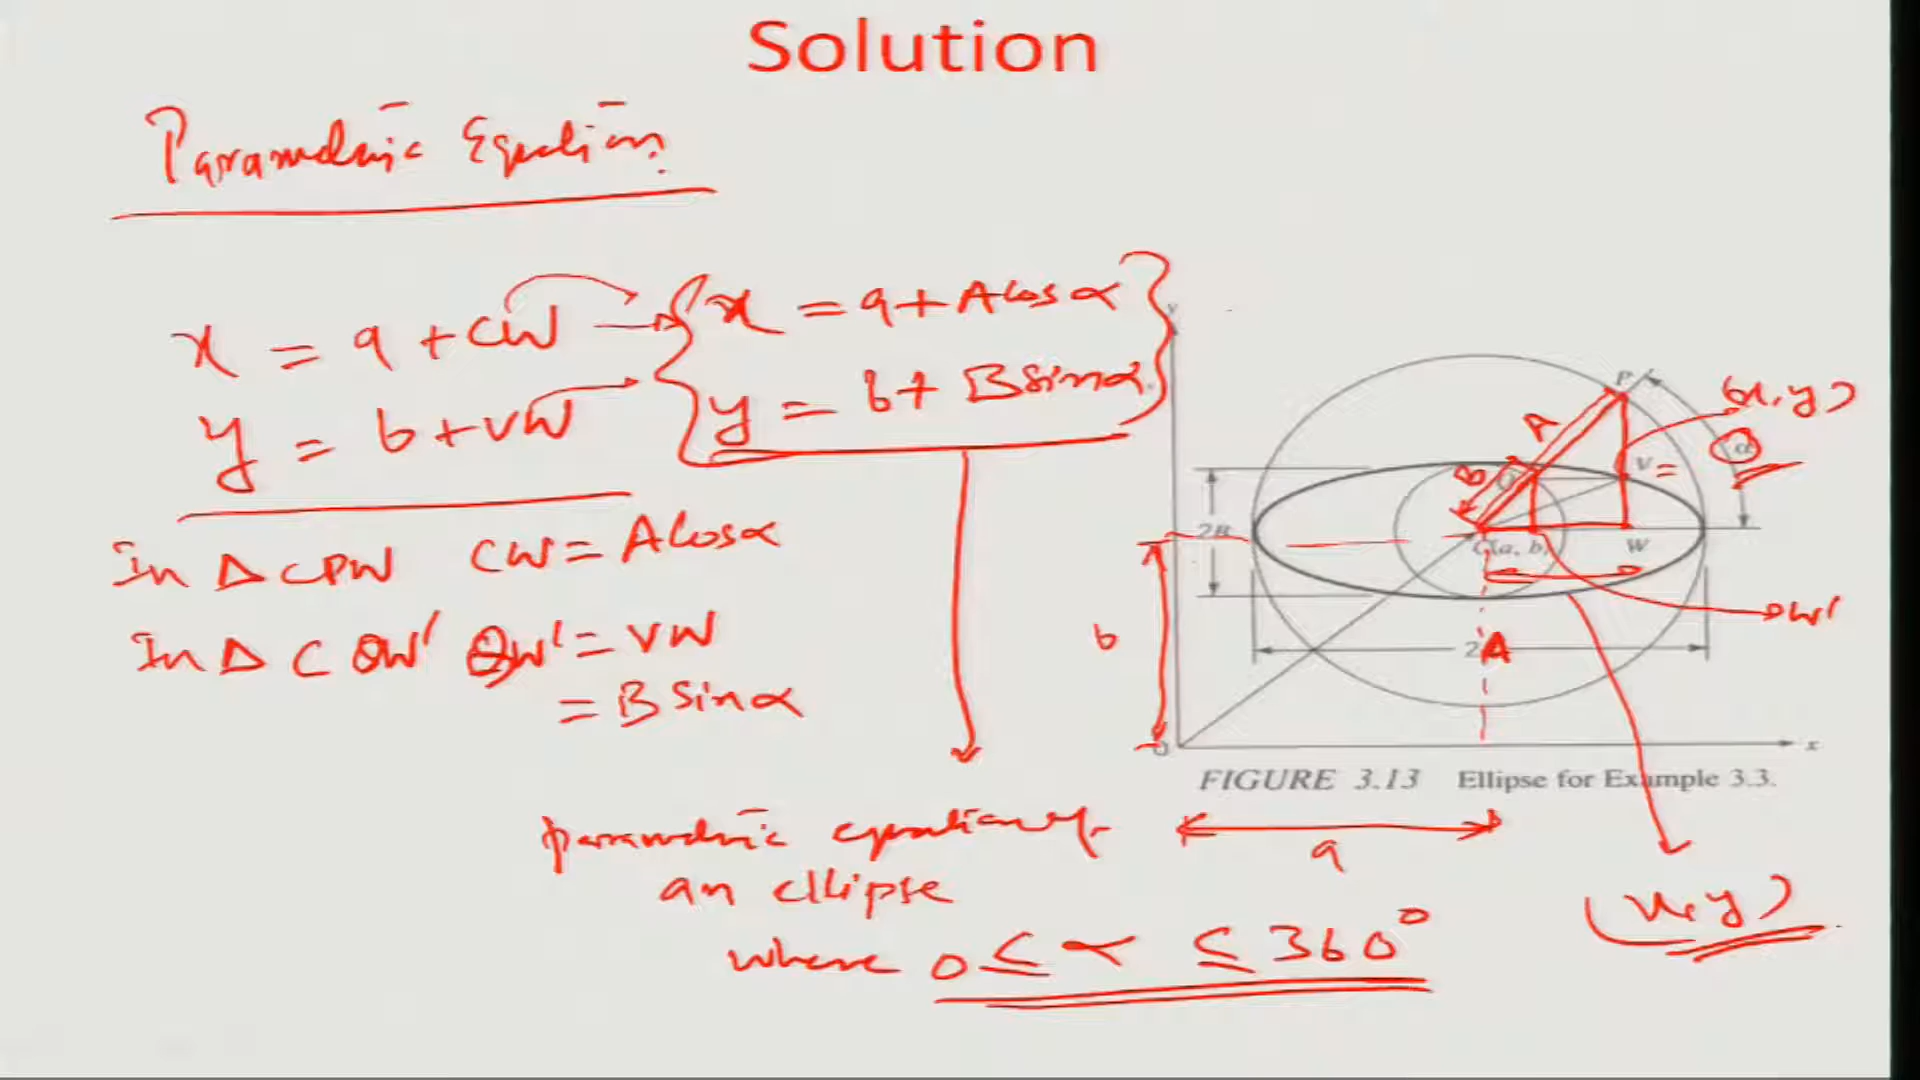 Solution
Parametric Equation
x = a + CW
y = b + VW
x = a + A cos α
y = b + B sin α
In Δ CPW CW = A cos α
In Δ C QW' QW' = VW
= B sin α
parametric equation of
an ellipse
where 0 ≤ α ≤ 360°
y
P
A
(x, y)
α
B
Q
V =
2B
C(a, b)
W
W'
b
2A
0
x
FIGURE 3.13 Ellipse for Example 3.3.
a
(x, y)